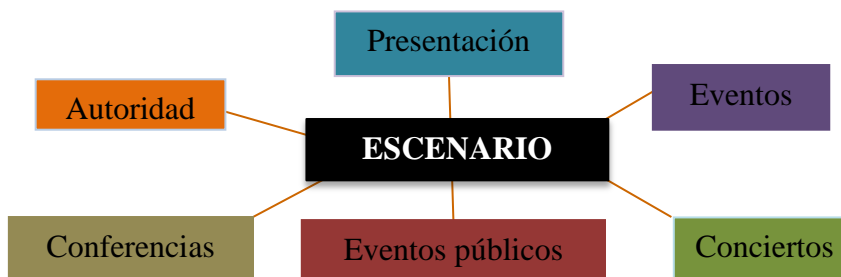 Presentación
Autoridad
Eventos
ESCENARIO
Conferencias
Eventos públicos
Conciertos